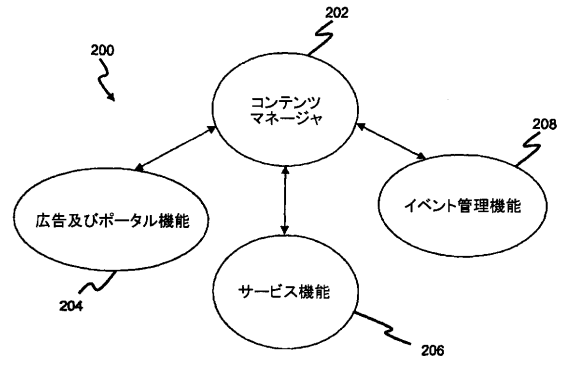 202
200
コンテンツ
マネージャ
208
広告及びポータル機能
イベント管理機能
204
サービス機能
206